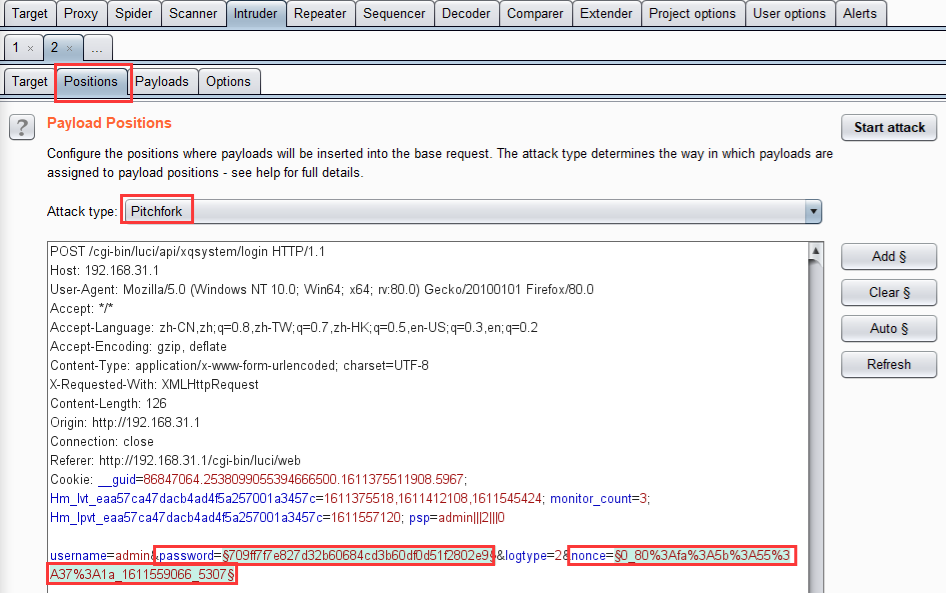 Target Proxy Spider Scanner Intruder Repeater Sequencer Decoder Comparer Extender Project options User options Alerts
1 × 2 × ...
Target Positions Payloads Options
? Payload Positions Start attack
Configure the positions where payloads will be inserted into the base request. The attack type determines the way in which payloads are
assigned to payload positions - see help for full details.
Attack type: Pitchfork
POST /cgi-bin/luci/api/xqsystem/login HTTP/1.1 Add §
Host: 192.168.31.1
User-Agent: Mozilla/5.0 (Windows NT 10.0; Win64; x64; rv:80.0) Gecko/20100101 Firefox/80.0 Clear §
Accept: */*
Accept-Language: zh-CN,zh;q=0.8,zh-TW;q=0.7,zh-HK;q=0.5,en-US;q=0.3,en;q=0.2 Auto §
Accept-Encoding: gzip, deflate
Content-Type: application/x-www-form-urlencoded; charset=UTF-8 Refresh
X-Requested-With: XMLHttpRequest
Content-Length: 126
Origin: http://192.168.31.1
Connection: close
Referer: http://192.168.31.1/cgi-bin/luci/web
Cookie: __guid=86847064.2538099055394666500.1611375511908.5967;
Hm_lvt_eaa57ca47dacb4ad4f5a257001a3457c=1611375518,1611412108,1611545424; monitor_count=3;
Hm_lpvt_eaa57ca47dacb4ad4f5a257001a3457c=1611557120; psp=admin|||2|||0
username=admin&password=§709ff7f7e827d32b60684cd3b60df0d51f2802e9§&logtype=2&nonce=§0_80%3Afa%3A5b%3A55%3
A37%3A1a_1611559066_5307§